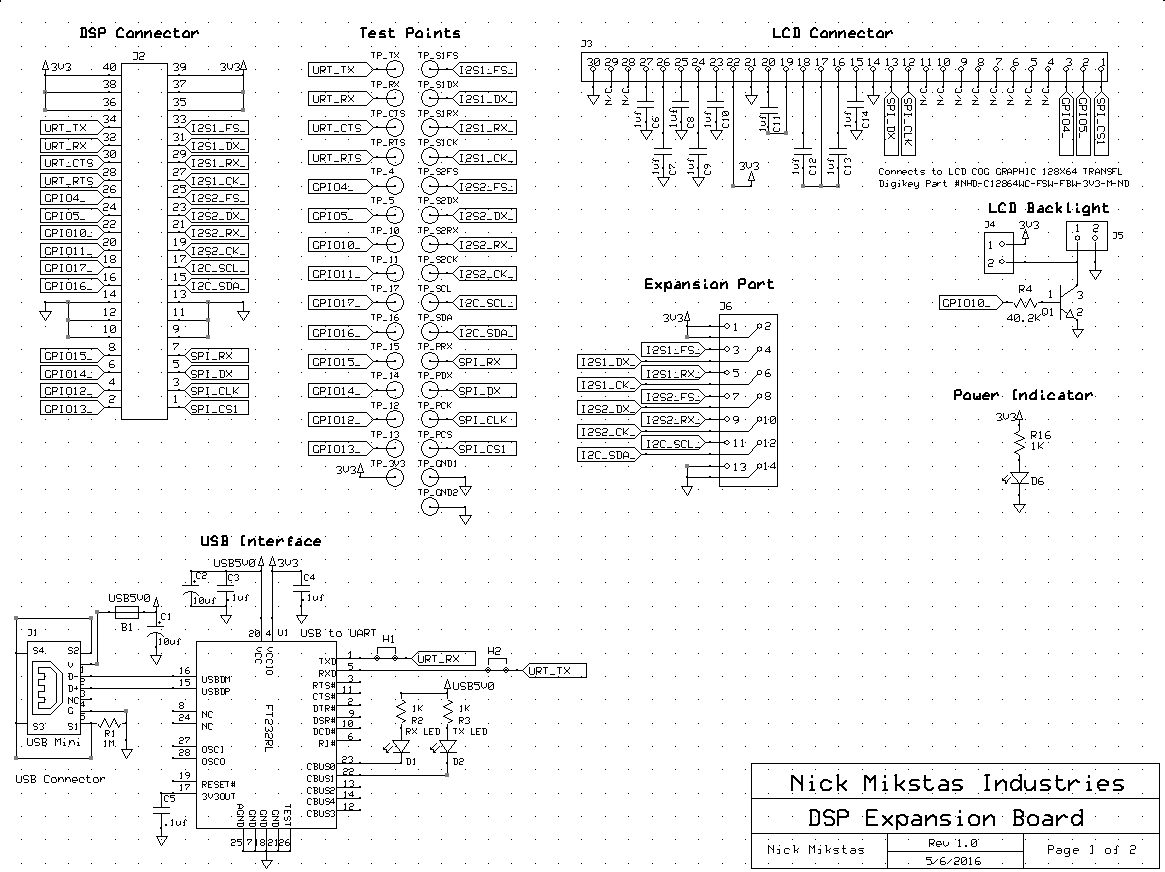 DSP Connector
J2
3V3 40 39 3V3
38 37
36 35
34 33
URT_TX 32 31 I2S1_FS_
URT_RX 30 29 I2S1_DX_
URT_CTS 28 27 I2S1_RX_
URT_RTS 26 25 I2S1_CK_
GPIO4_ 24 23 I2S2_FS_
GPIO5_ 22 21 I2S2_DX_
GPIO10_ 20 19 I2S2_RX_
GPIO11_ 18 17 I2S2_CK_
GPIO17_ 16 15 I2C_SCL_
GPIO16_ 14 13 I2C_SDA_
12 11
10 9
8 7
GPIO15_ 6 5 SPI_RX
GPIO14_ 4 3 SPI_DX
GPIO12_ 2 1 SPI_CLK
GPIO13_ SPI_CS1
Test Points
TP_TX TP_S1FS
URT_TX I2S1_FS_
TP_RX TP_S1DX
URT_RX I2S1_DX_
TP_CTS TP_S1RX
URT_CTS I2S1_RX_
TP_RTS TP_S1CK
URT_RTS I2S1_CK_
TP_4 TP_S2FS
GPIO4_ I2S2_FS_
TP_5 TP_S2DX
GPIO5_ I2S2_DX_
TP_10 TP_S2RX
GPIO10_ I2S2_RX_
TP_11 TP_S2CK
GPIO11_ I2S2_CK_
TP_17 TP_SCL
GPIO17_ I2C_SCL_
TP_16 TP_SDA
GPIO16_ I2C_SDA_
TP_15 TP_PRX
GPIO15_ SPI_RX
TP_14 TP_PDX
GPIO14_ SPI_DX
TP_12 TP_PCK
GPIO12_ SPI_CLK
TP_13 TP_PCS
GPIO13_ SPI_CS1
3V3 TP_3V3 TP_GND1
TP_GND2
LCD Connector
J3
30 29 28 27 26 25 24 23 22 21 20 19 18 17 16 15 14 13 12 11 10 9 8 7 6 5 4 3 2 1
N/C N/C N/C N/C N/C N/C N/C N/C N/C N/C
1uf C6 1uf C8 1uf C10 C11 1uf 1uf C14
SPI_DX SPI_CLK GPIO4_ GPIO5_ SPI_CS1
1uf C7 1uf C9 3V3 1uf C12 1uf C13
Connects to LCD COG GRAPHIC 128X64 TRANSFL
Digikey Part #NHD-C12864WC-FSW-FBW-3V3-M-ND
LCD Backlight
J4 3V3 1 2 J5
1
2
GPIO10_ R4 40.2K 1 Q1 3 2
Expansion Port
J6
3V3 1 2
I2S1_FS_ 3 4
I2S1_DX_
I2S1_RX_ 5 6
I2S1_CK_
I2S2_FS_ 7 8
I2S2_DX_
I2S2_RX_ 9 10
I2S2_CK_
I2C_SCL_ 11 12
I2C_SDA_
13 14
Power Indicator
3V3
R16
1K
D6
USB Interface
USB5V0 3V3
C2 C3 C4
10uf 1uf 1uf
USB5V0
B1 C1
10uf
J1
S4 S2
V 1
D- 2
D+ 3
NC 4
G 5
S3 S1
USB Mini
R1
1M
USB Connector
20 4 U1 USB to UART
VCC VCCIO
FT232RL
16 USBDM
15 USBDP
8 NC
24 NC
27 OSCI
28 OSCO
19 RESET#
17 3V3OUT
C5
.1uf
TXD 1 H1 URT_RX
RXD 5 H2 URT_TX
RTS# 3
CTS# 11
DTR# 2
DSR# 9
DCD# 10
RI# 6
CBUS0 23
CBUS1 22
CBUS2 13
CBUS4 14
CBUS3 12
USB5V0
1K R2 1K R3
RX LED TX LED
D1 D2
AGND GND GND GND TEST
25 7 18 21 26
Nick Mikstas Industries
DSP Expansion Board
Nick Mikstas
Rev 1.0
5/6/2016
Page 1 of 2